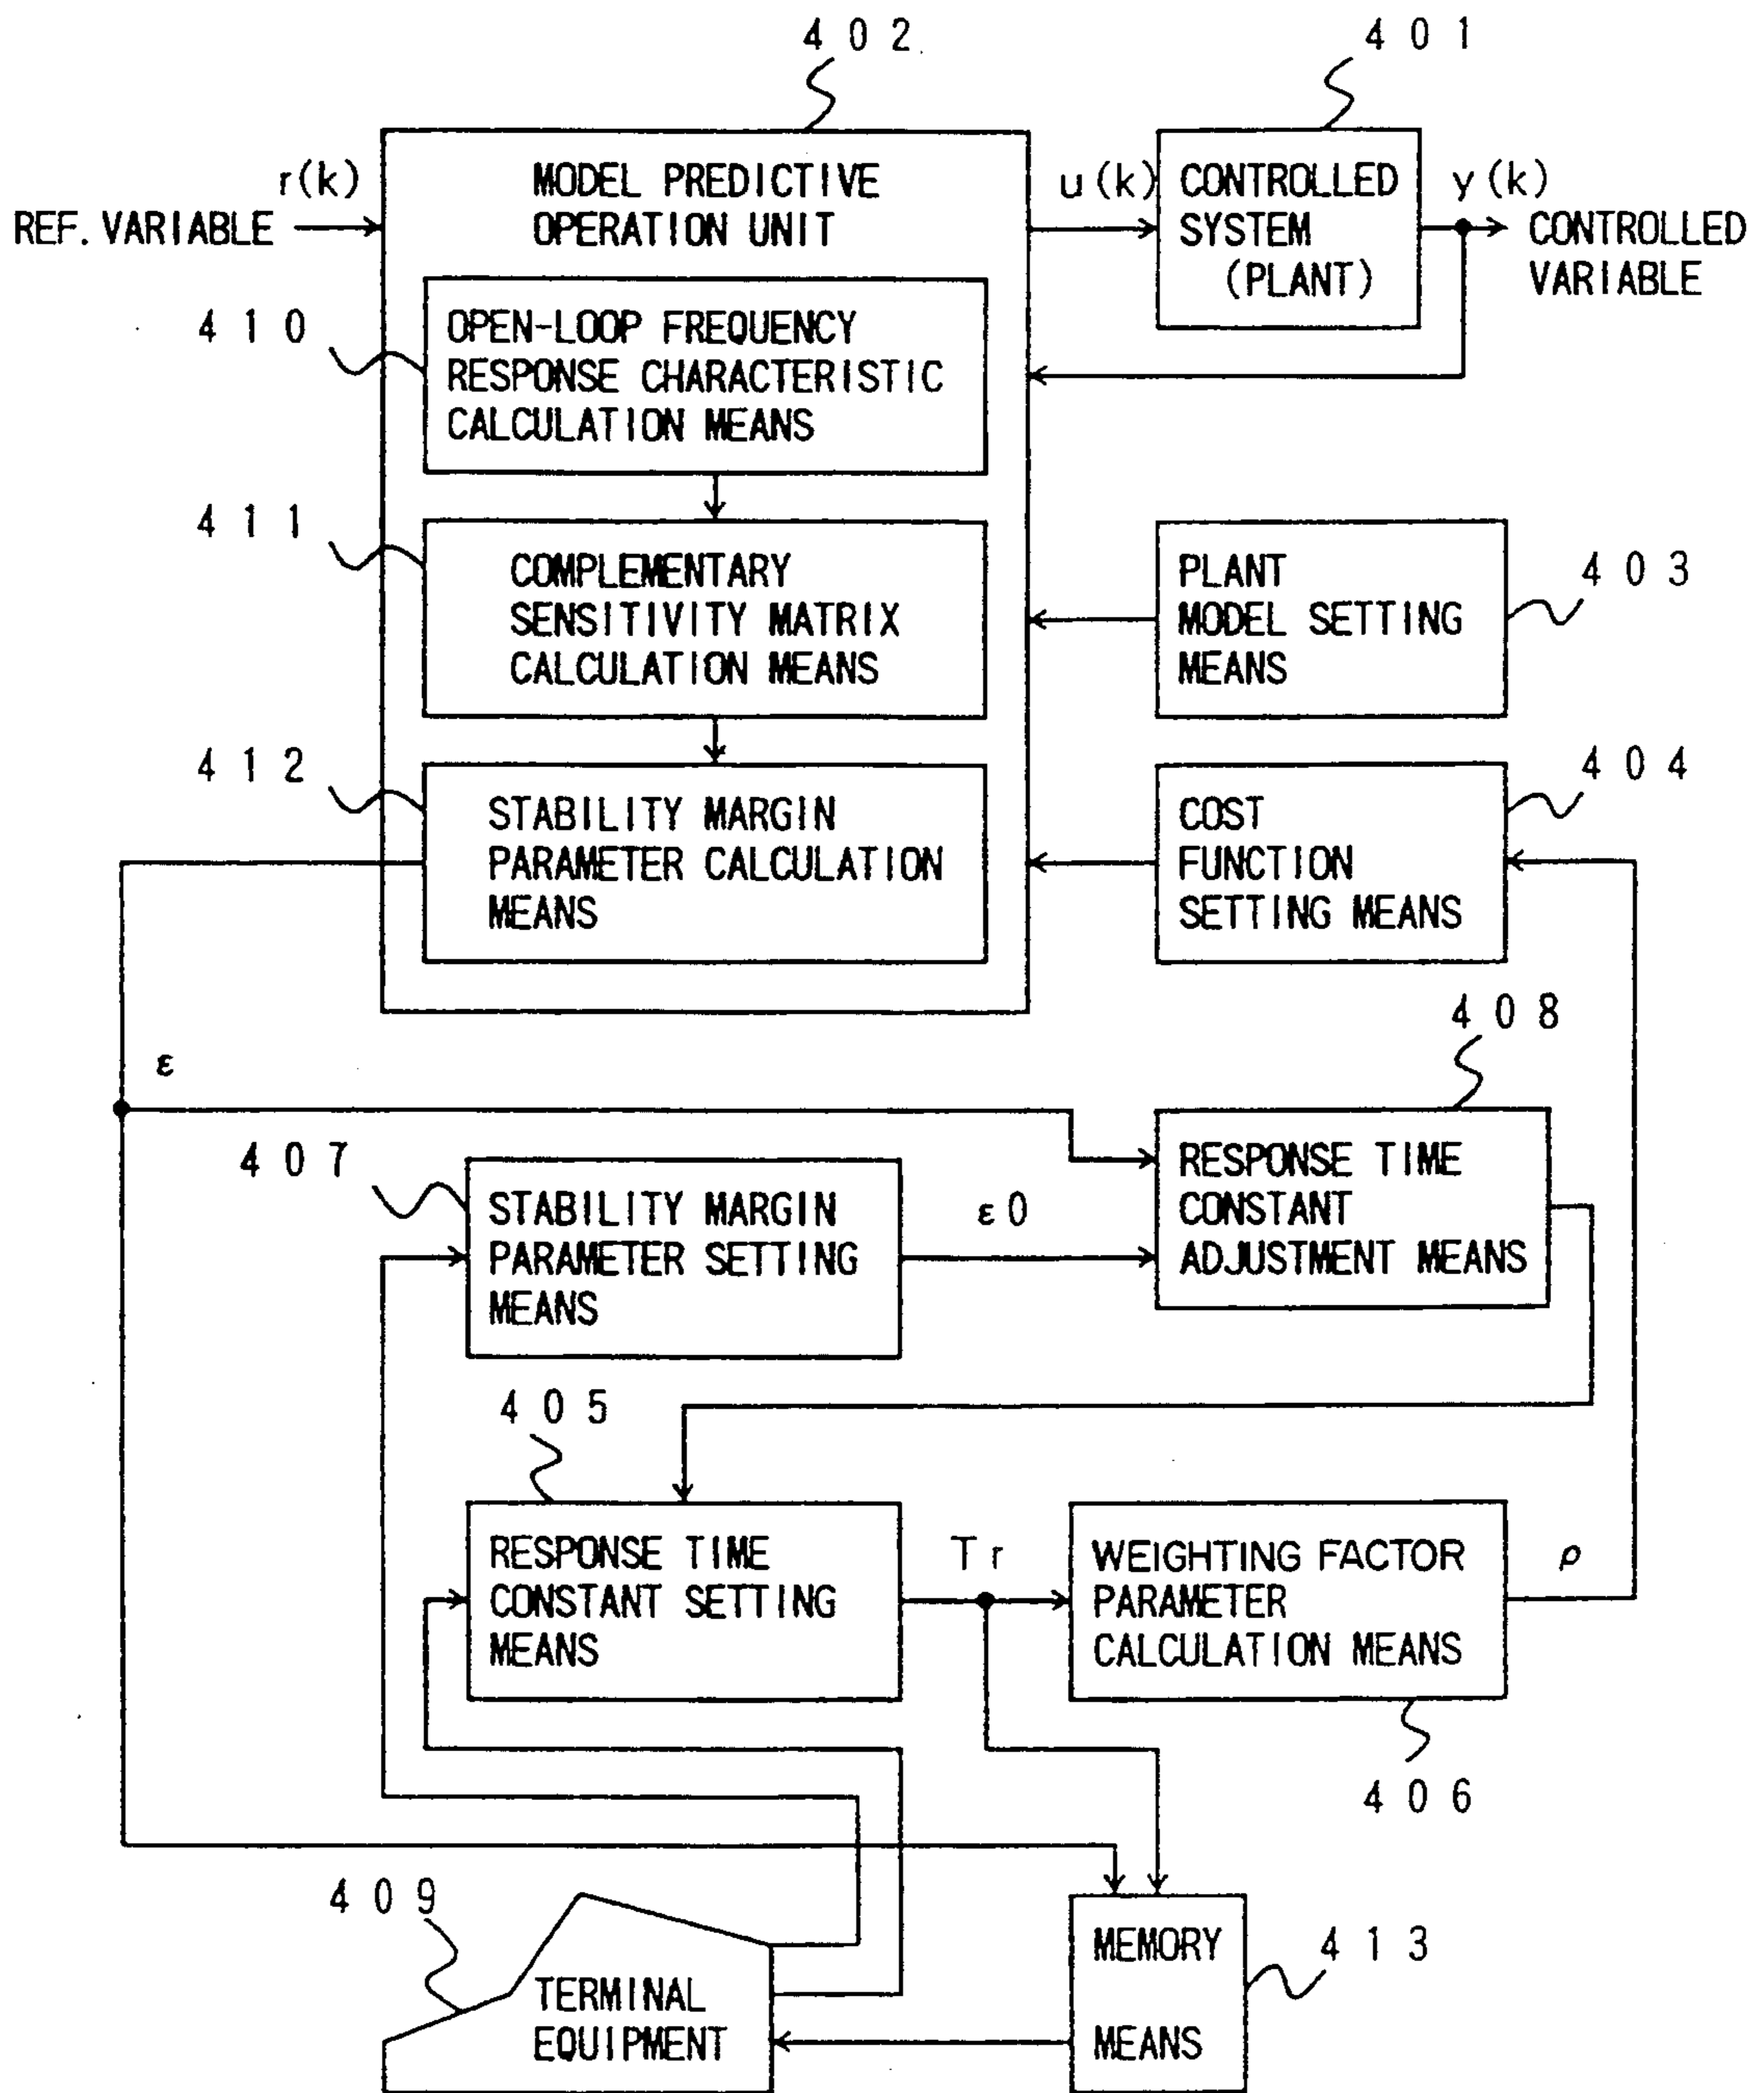 402
401
r(k)
REF. VARIABLE
MODEL PREDICTIVE
OPERATION UNIT
u(k)
CONTROLLED
SYSTEM
(PLANT)
y(k)
CONTROLLED
VARIABLE
410
OPEN-LOOP FREQUENCY
RESPONSE CHARACTERISTIC
CALCULATION MEANS
411
COMPLEMENTARY
SENSITIVITY MATRIX
CALCULATION MEANS
PLANT
MODEL SETTING
MEANS
403
412
STABILITY MARGIN
PARAMETER CALCULATION
MEANS
COST
FUNCTION
SETTING MEANS
404
ε
408
407
STABILITY MARGIN
PARAMETER SETTING
MEANS
ε0
RESPONSE TIME
CONSTANT
ADJUSTMENT MEANS
405
RESPONSE TIME
CONSTANT SETTING
MEANS
Tr
WEIGHTING FACTOR
PARAMETER
CALCULATION MEANS
ρ
406
409
TERMINAL
EQUIPMENT
MEMORY
MEANS
413